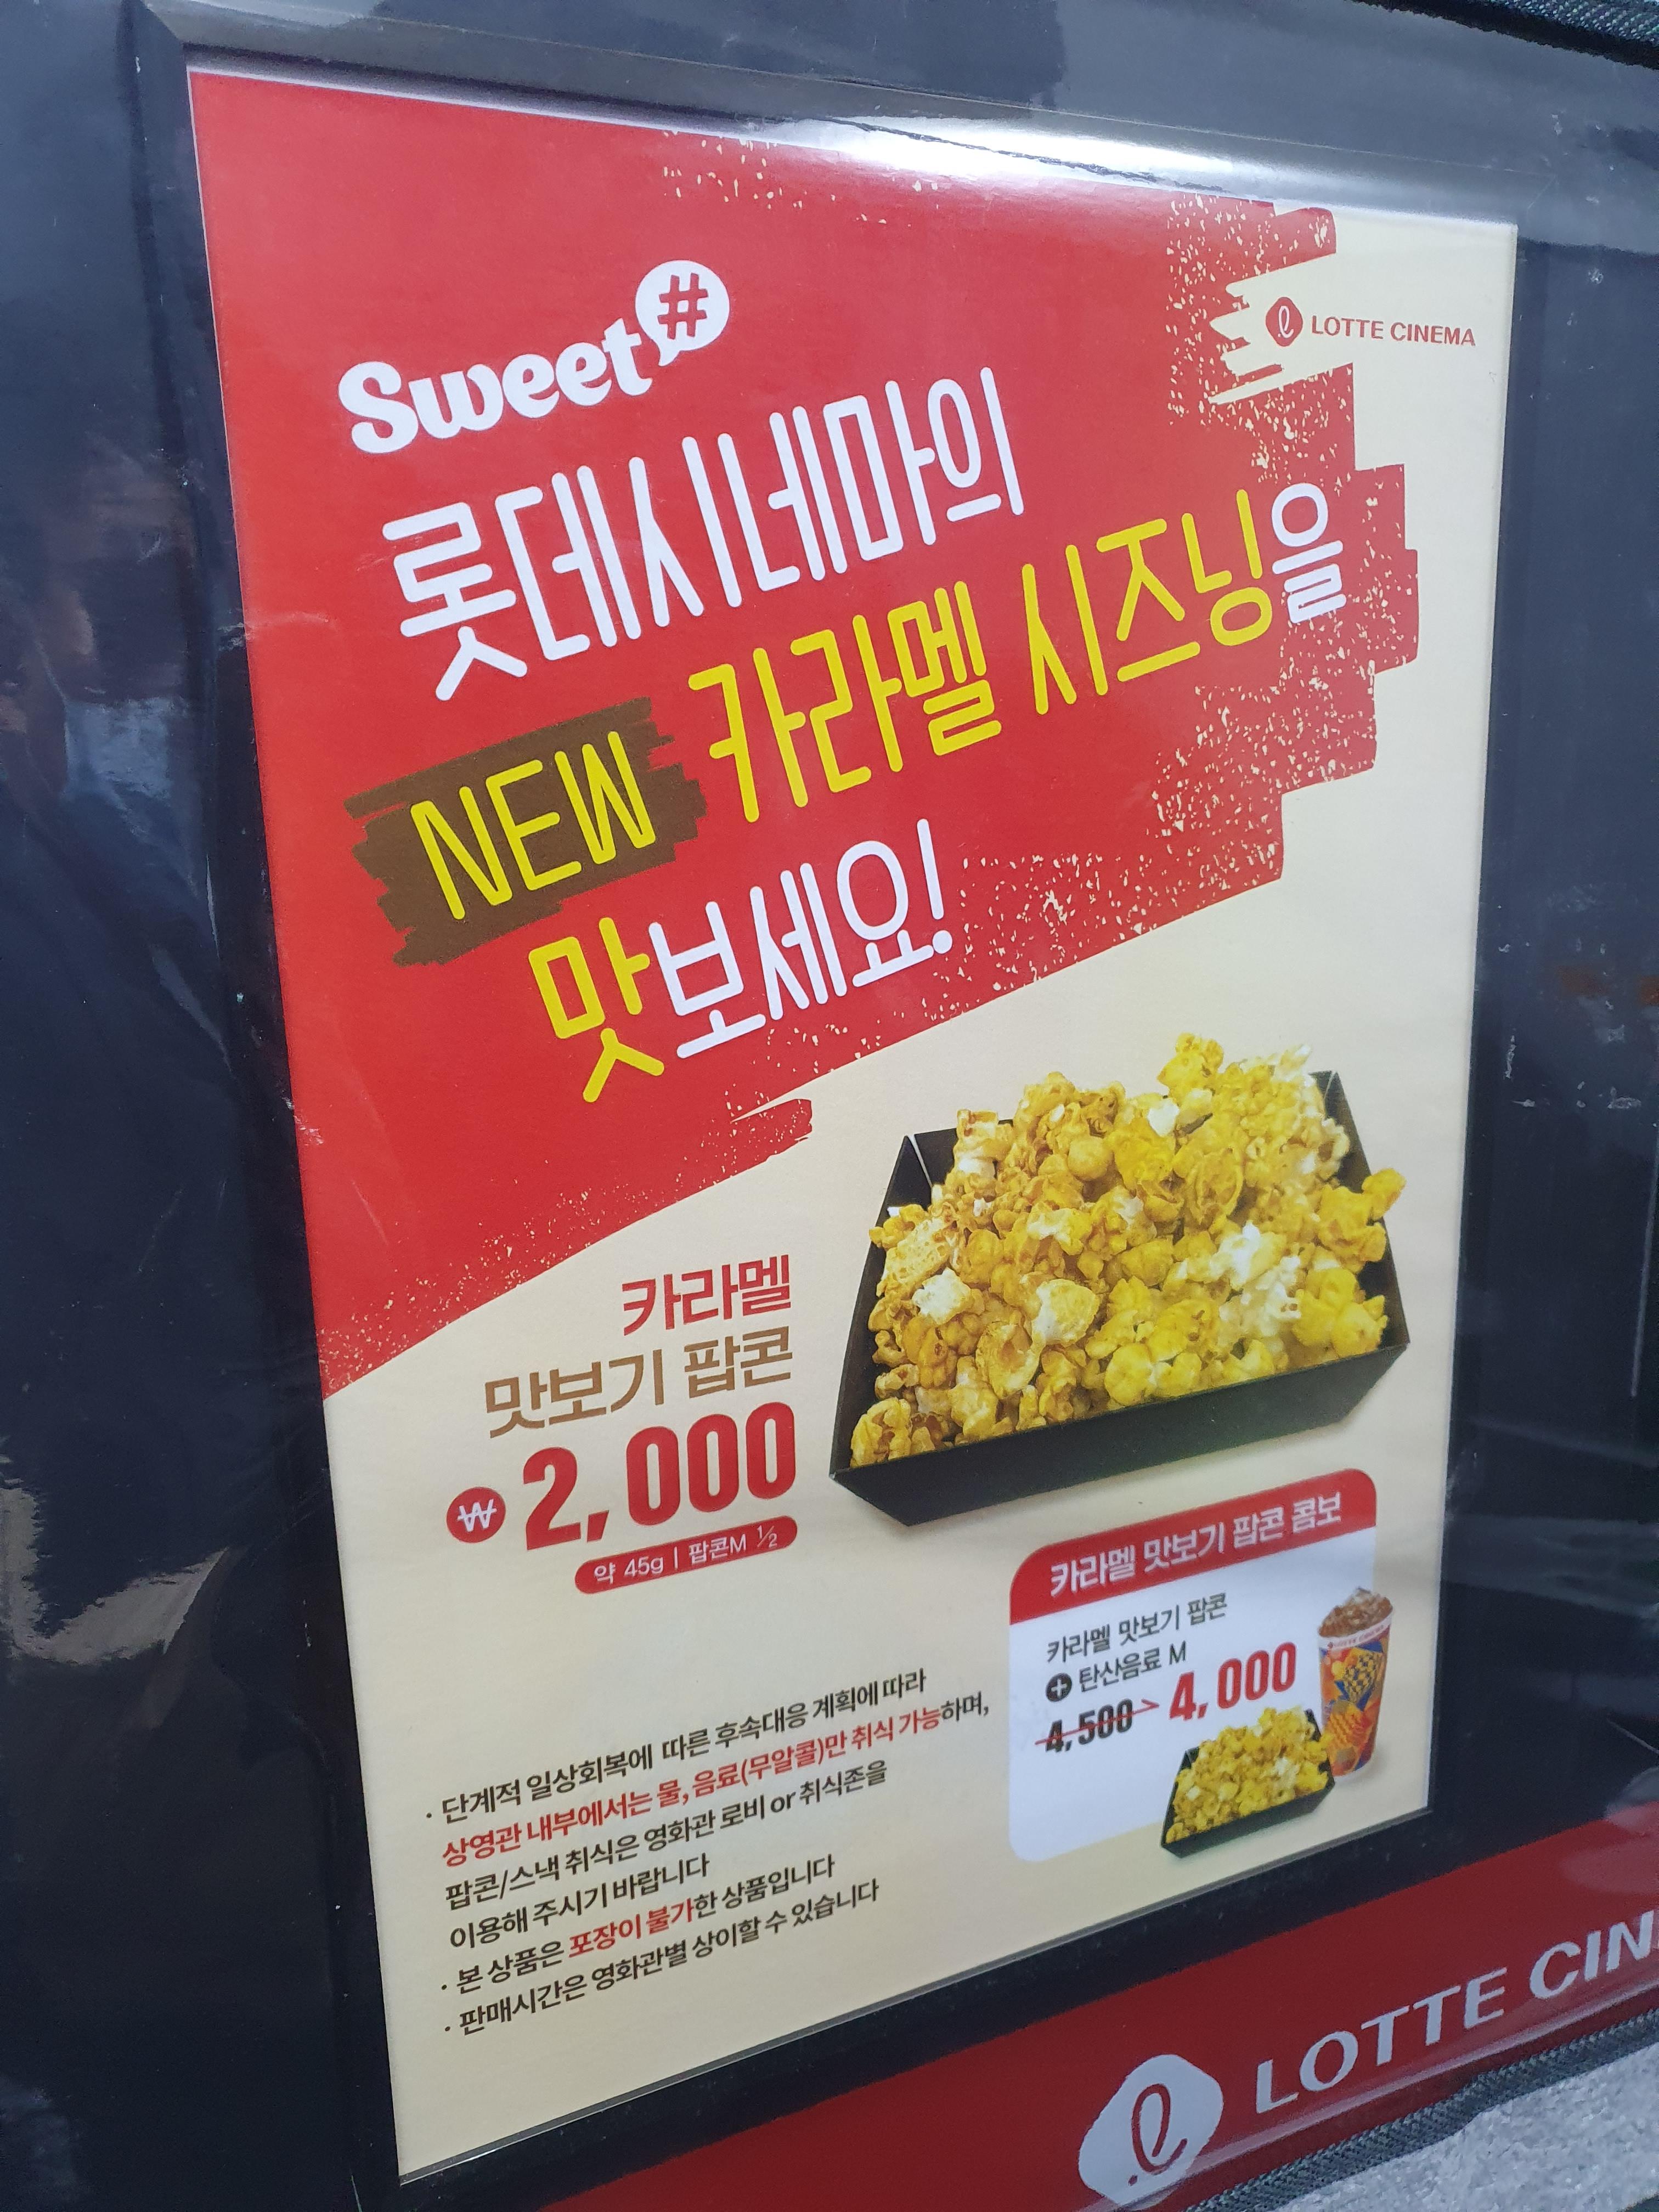 Sweet#
LOTTE CINEMA
롯데시네마의
NEW 카라멜 시즈닝을
맛보세요!
카라멜
맛보기 팝콘
₩ 2,000
약 45g | 팝콘M ½
카라멜 맛보기 팝콘 콤보
카라멜 맛보기 팝콘
+ 탄산음료 M
4,500 > 4,000
LOTTE CINEMA
· 단계적 일상회복에 따른 후속대응 계획에 따라
상영관 내부에서는 물, 음료(무알콜)만 취식 가능하며,
팝콘/스낵 취식은 영화관 로비 or 취식존을
이용해 주시기 바랍니다
· 본 상품은 포장이 불가한 상품입니다
· 판매시간은 영화관별 상이할 수 있습니다
LOTTE CIN